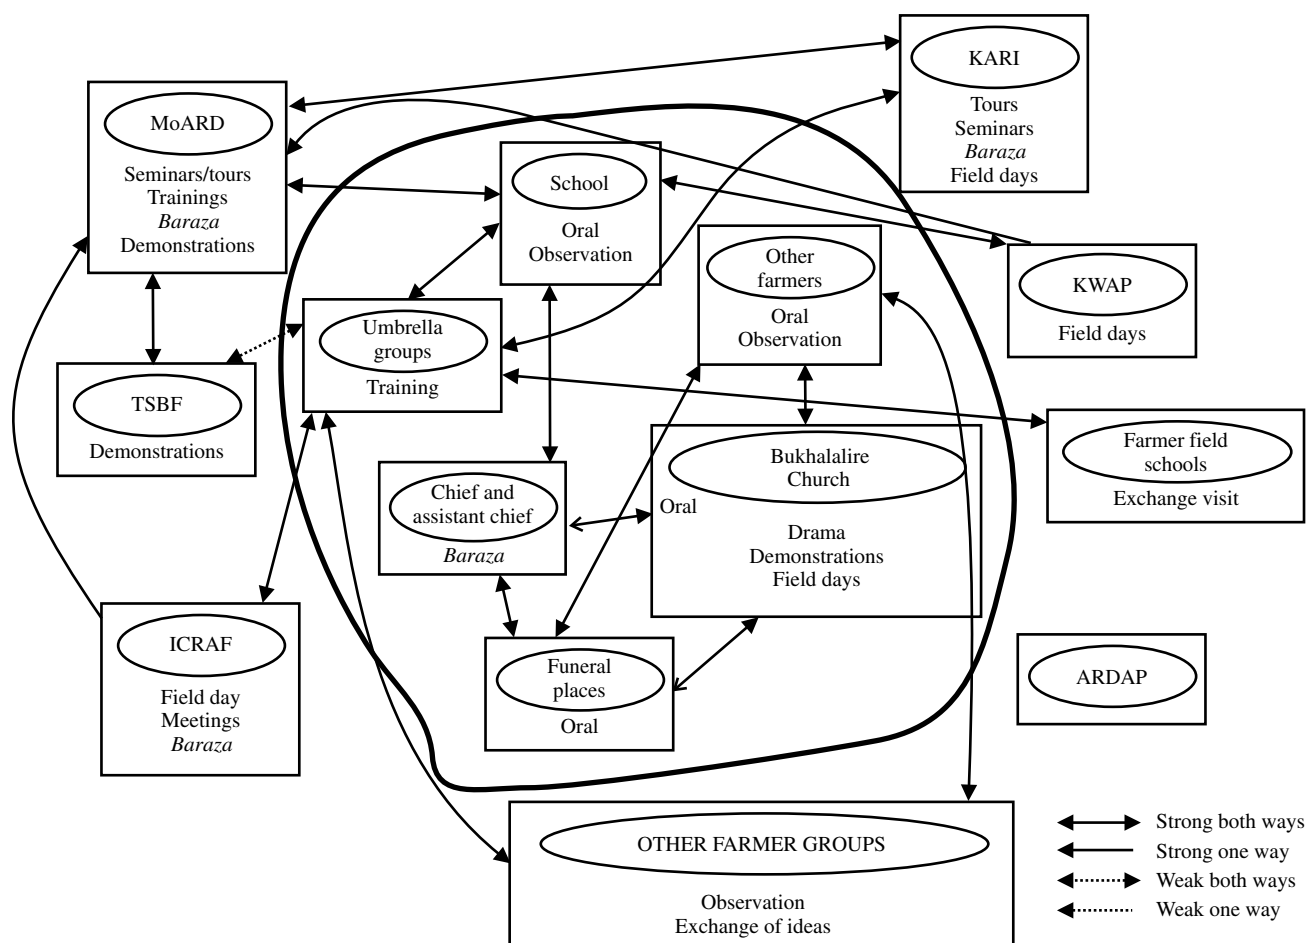 KARI
Tours
Seminars
Baraza
Field days
MoARD
Seminars/tours
Trainings
Baraza
Demonstrations
School
Oral
Observation
Other
farmers
Oral
Observation
KWAP
Field days
Umbrella
groups
Training
TSBF
Demonstrations
Farmer field
schools
Exchange visit
Bukhalalire
Church
Oral
Drama
Demonstrations
Field days
Chief and
assistant chief
Baraza
ICRAF
Field day
Meetings
Baraza
Funeral
places
Oral
ARDAP
OTHER FARMER GROUPS
Observation
Exchange of ideas
Strong both ways
Strong one way
Weak both ways
Weak one way